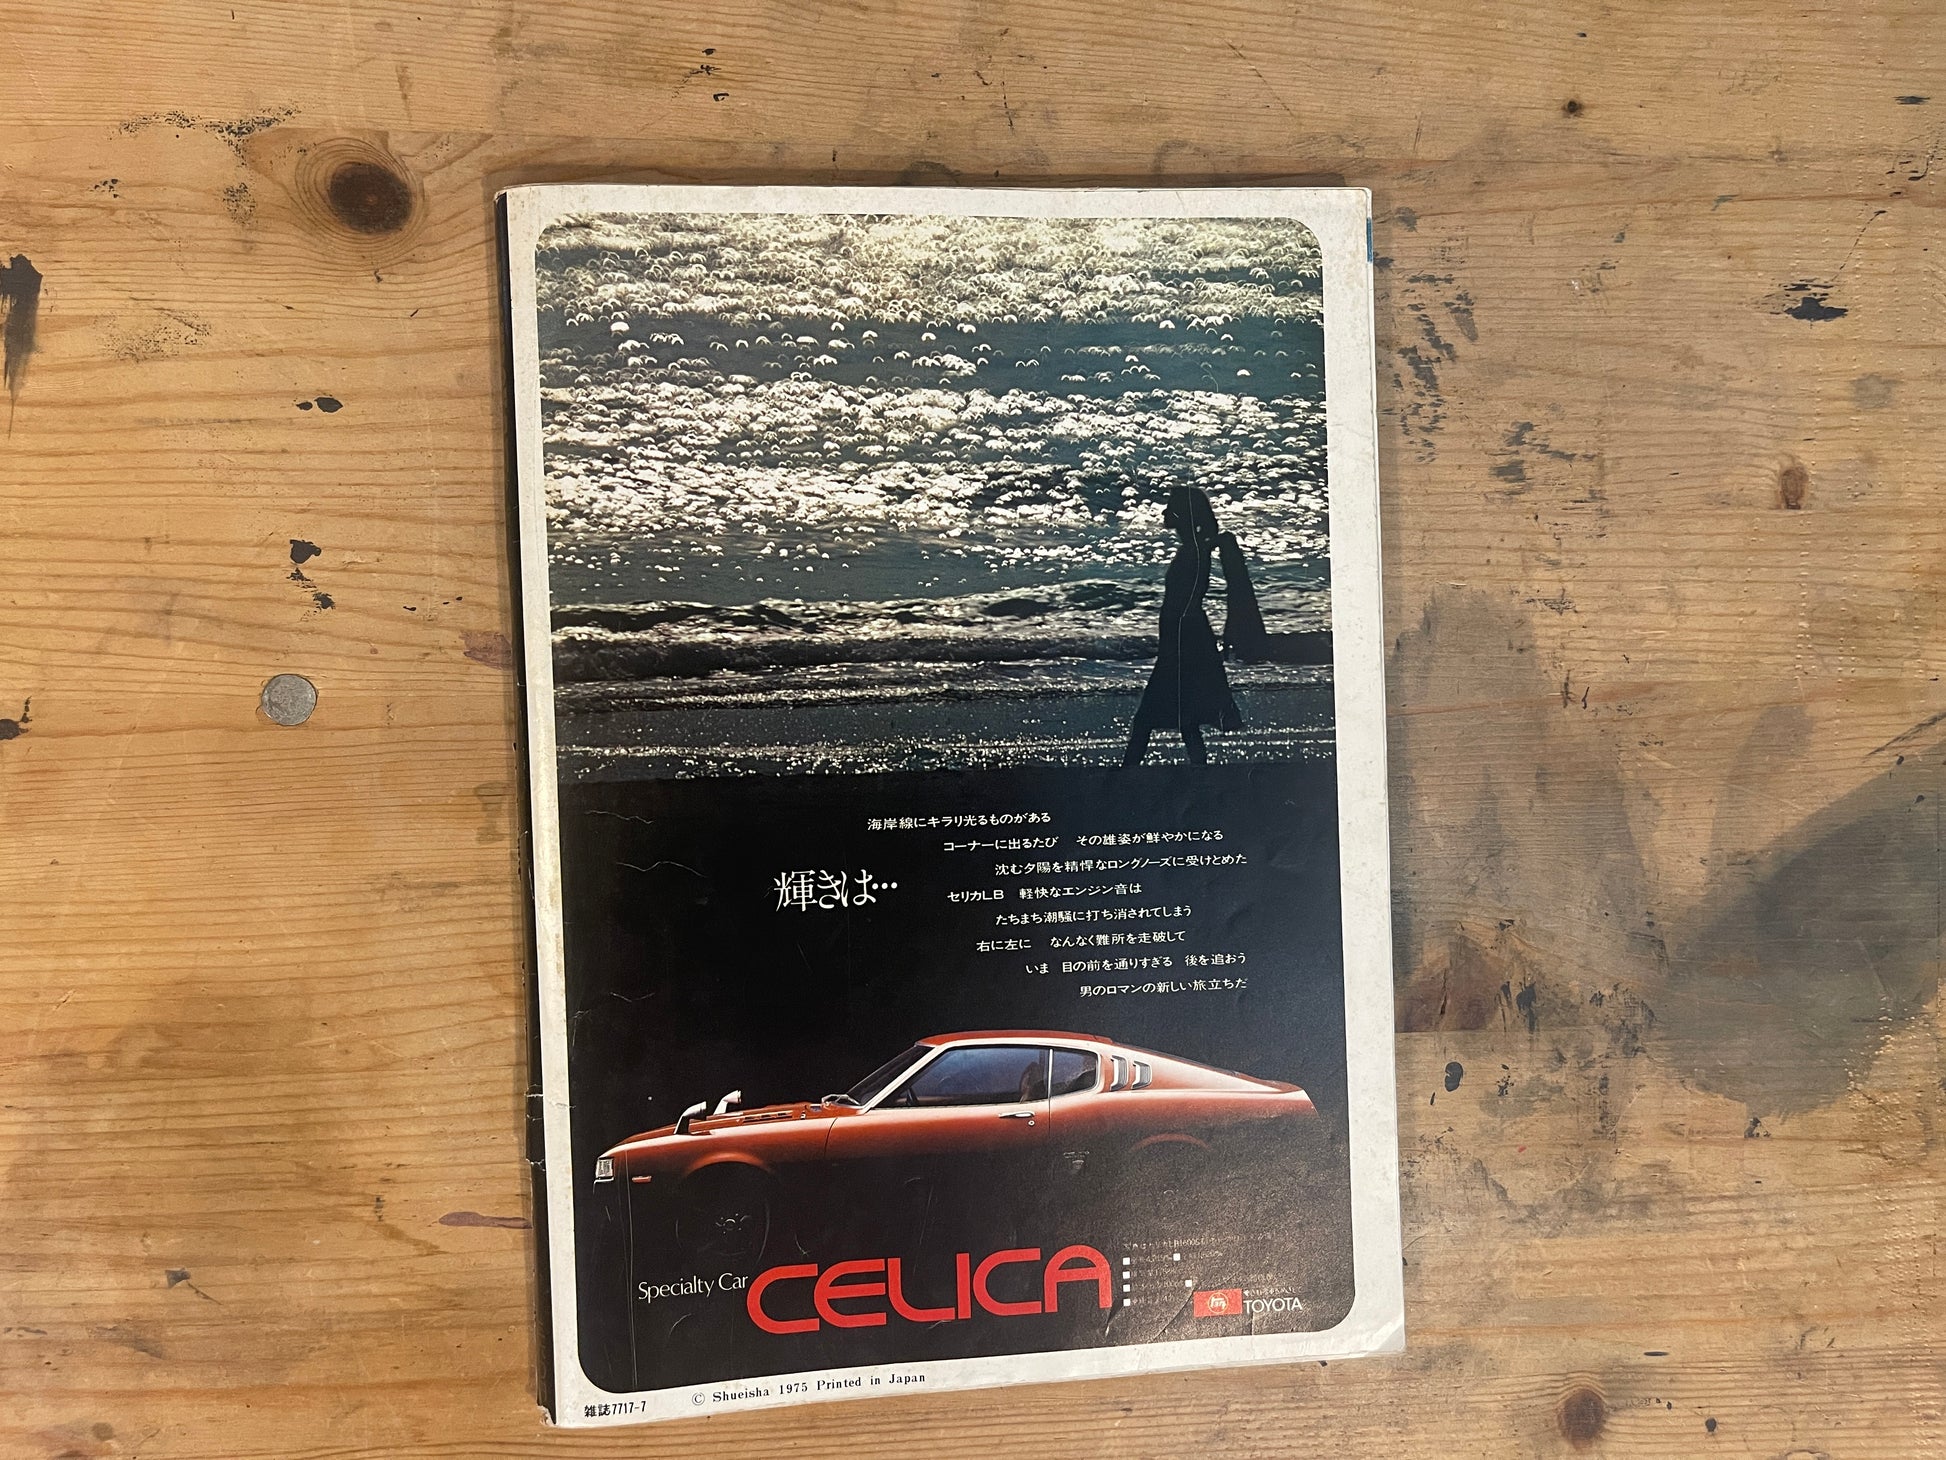 海岸線にキラリ光るものがある
コーナーに出るたび　その雄姿が鮮やかになる
沈む夕陽を精悍なロングノーズに受けとめた
輝きは…
セリカLB　軽快なエンジン音は
たちまち潮騒に打ち消されてしまう
右に左に　なんなく難所を走破して
いま　目の前を通りすぎる　後を追おう
男のロマンの新しい旅立ちだ
Specialty Car CELICA
TOYOTA
雑誌7717-7
© Shueisha 1975 Printed in Japan